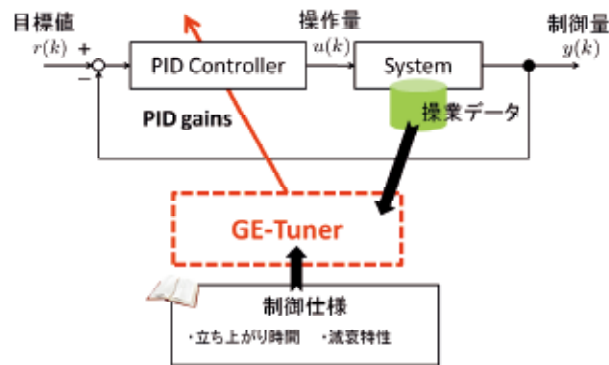 目標値
r(k)
+
−
PID Controller
操作量
u(k)
System
制御量
y(k)
操業データ
PID gains
GE-Tuner
制御仕様
・立ち上がり時間 ・減衰特性